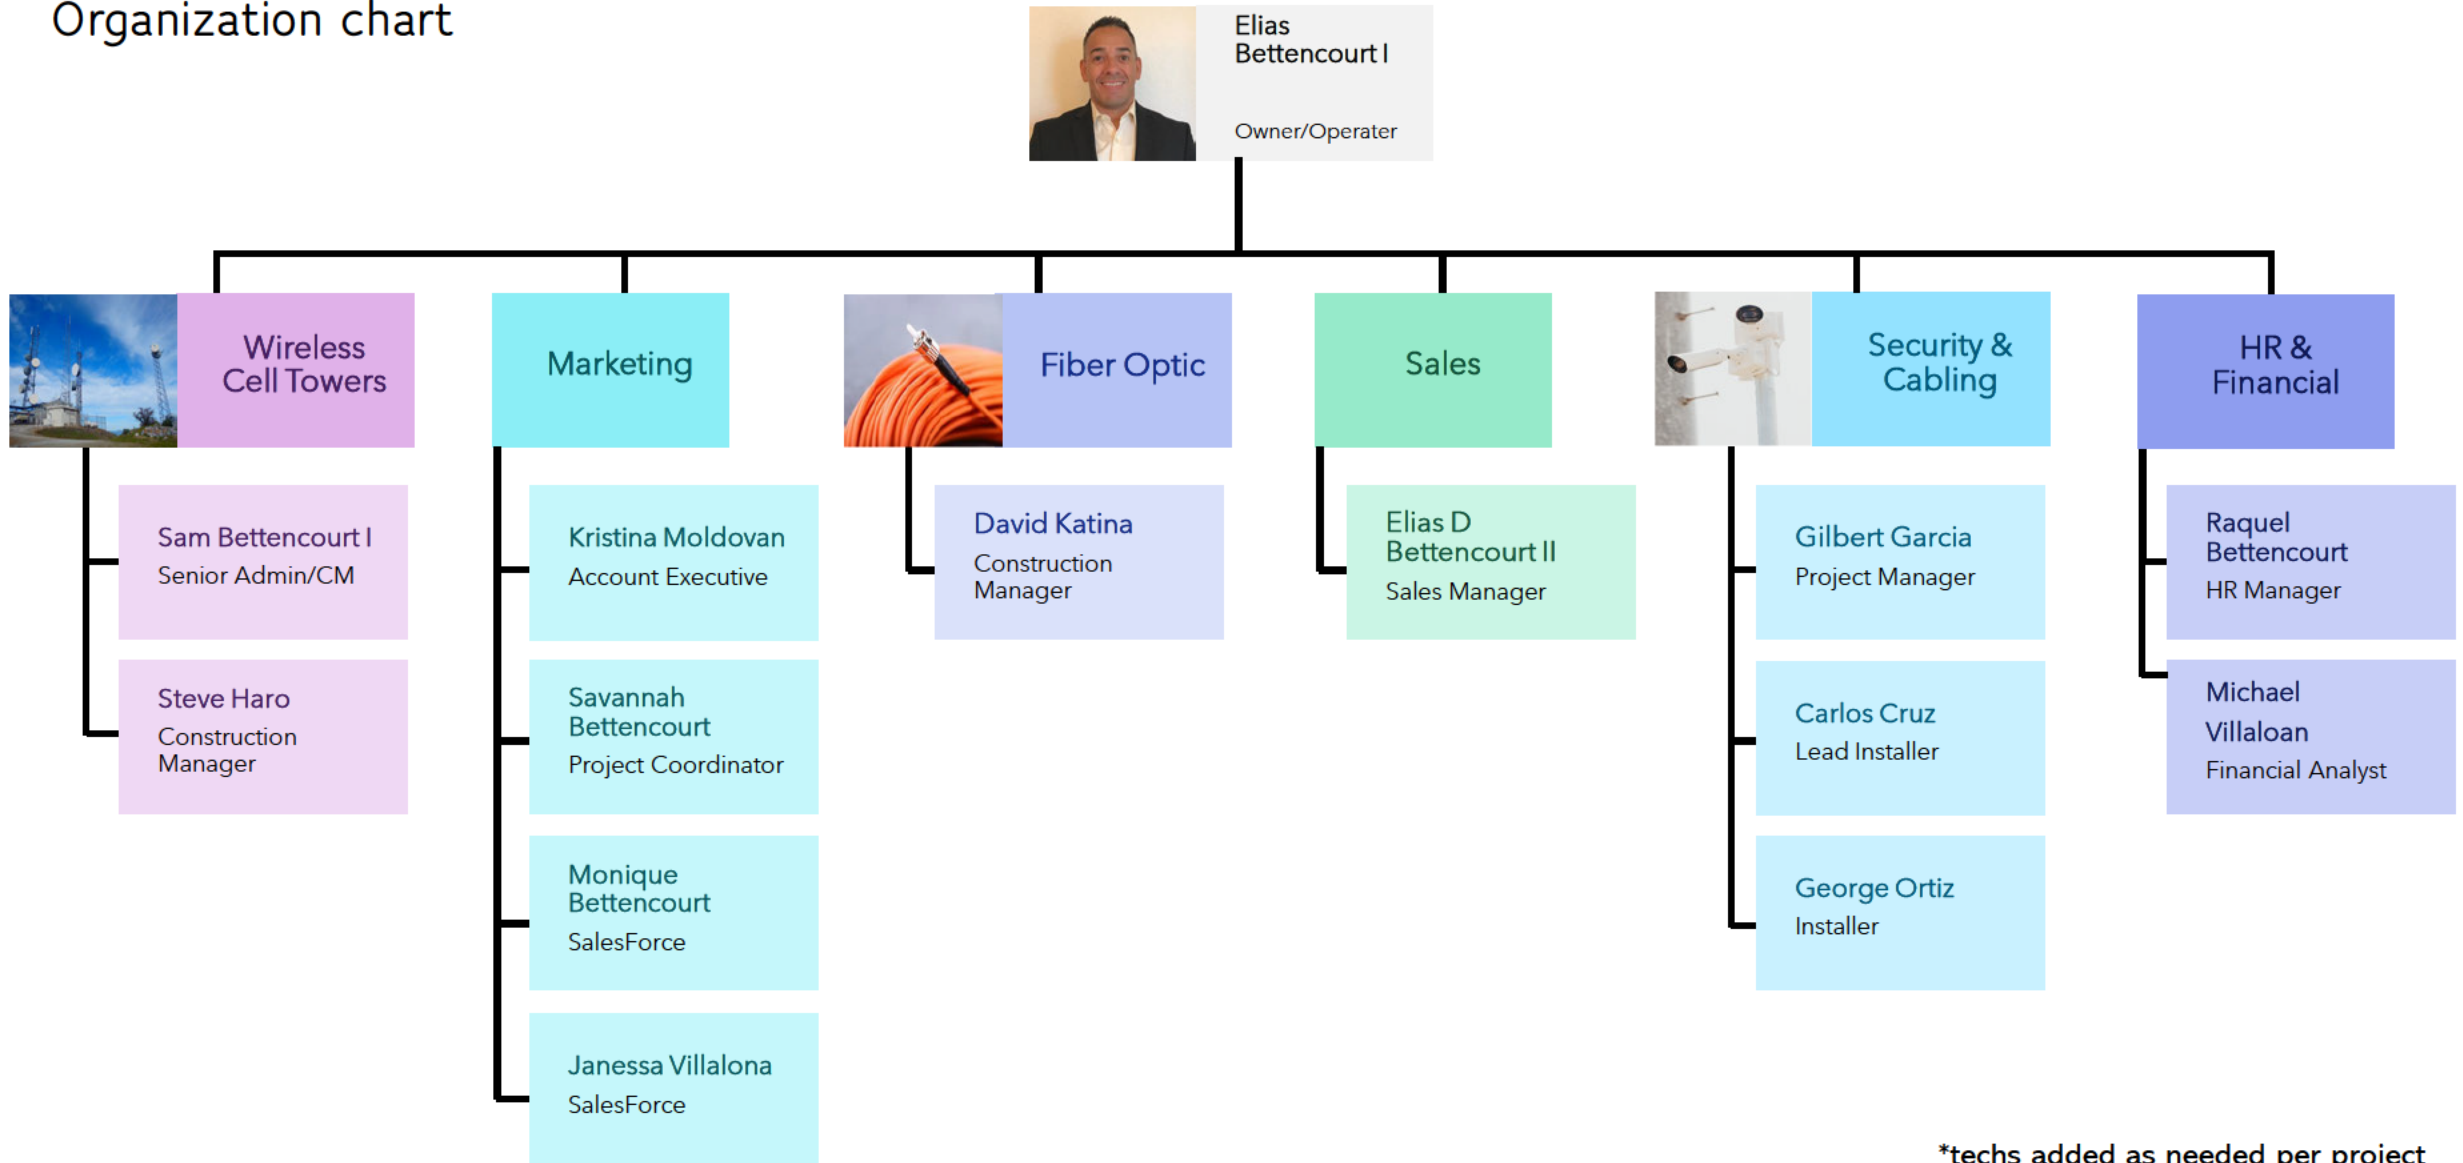 Organization chart
Elias
Bettencourt I
Owner/Operater
Wireless
Cell Towers
Sam Bettencourt I
Senior Admin/CM
Steve Haro
Construction
Manager
Marketing
Kristina Moldovan
Account Executive
Savannah
Bettencourt
Project Coordinator
Monique
Bettencourt
SalesForce
Janessa Villalona
SalesForce
Fiber Optic
David Katina
Construction
Manager
Sales
Elias D
Bettencourt II
Sales Manager
Security &
Cabling
Gilbert Garcia
Project Manager
Carlos Cruz
Lead Installer
George Ortiz
Installer
HR &
Financial
Raquel
Bettencourt
HR Manager
Michael
Villaloan
Financial Analyst
*techs added as needed per project